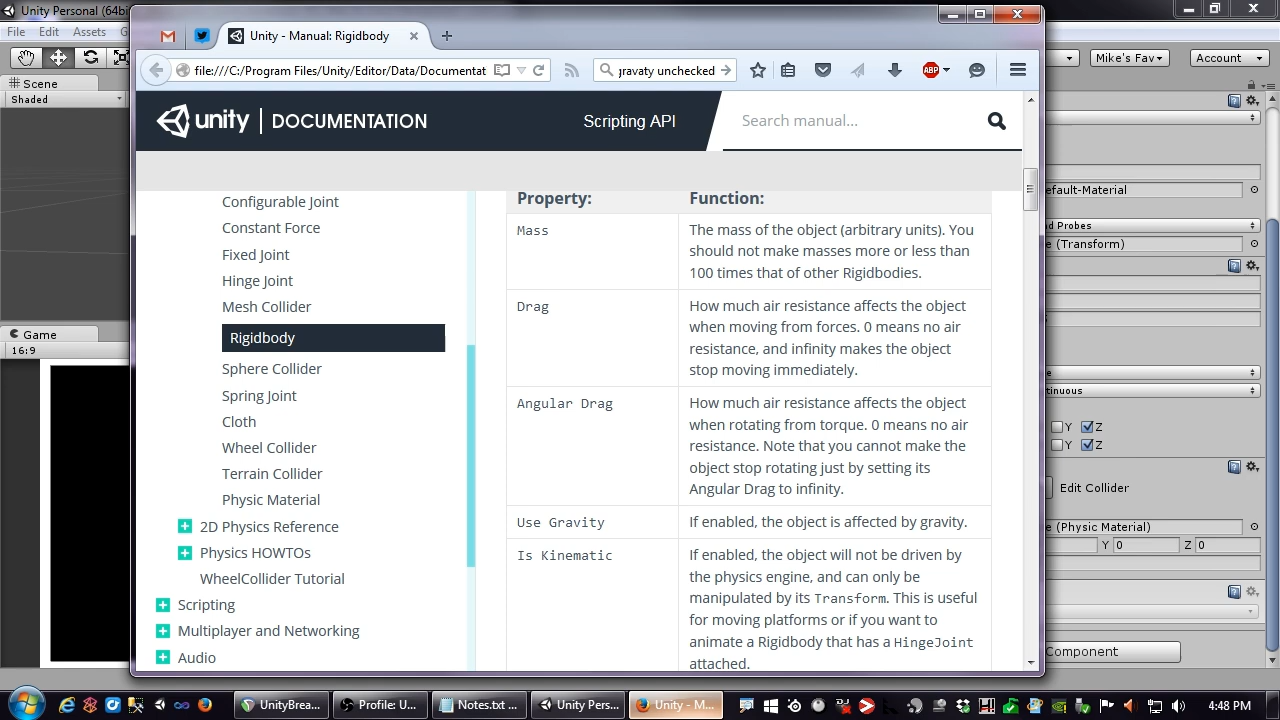 Unity Personal (64bit
File Edit Assets G
Scene
Shaded
Game
16:9
Unity - Manual: Rigidbody
file:///C:/Program Files/Unity/Editor/Data/Documentat
gravaty unchecked
ABP
unity DOCUMENTATION
Scripting API
Search manual...
Configurable Joint
Constant Force
Fixed Joint
Hinge Joint
Mesh Collider
Rigidbody
Sphere Collider
Spring Joint
Cloth
Wheel Collider
Terrain Collider
Physic Material
2D Physics Reference
Physics HOWTOs
WheelCollider Tutorial
Scripting
Multiplayer and Networking
Audio
Property: Function:
Mass
The mass of the object (arbitrary units). You
should not make masses more or less than
100 times that of other Rigidbodies.
Drag
How much air resistance affects the object
when moving from forces. 0 means no air
resistance, and infinity makes the object
stop moving immediately.
Angular Drag
How much air resistance affects the object
when rotating from torque. 0 means no air
resistance. Note that you cannot make the
object stop rotating just by setting its
Angular Drag to infinity.
Use Gravity
If enabled, the object is affected by gravity.
Is Kinematic
If enabled, the object will not be driven by
the physics engine, and can only be
manipulated by its Transform. This is useful
for moving platforms or if you want to
animate a Rigidbody that has a HingeJoint
attached.
Mike's Fav
Account
efault-Material
d Probes
e (Transform)
e
tinuous
Y Z
Y Z
Edit Collider
e (Physic Material)
Y 0 Z 0
Component
UnityBrea...
Profile: U...
Notes.txt ...
Unity Pers...
Unity - M...
4:48 PM